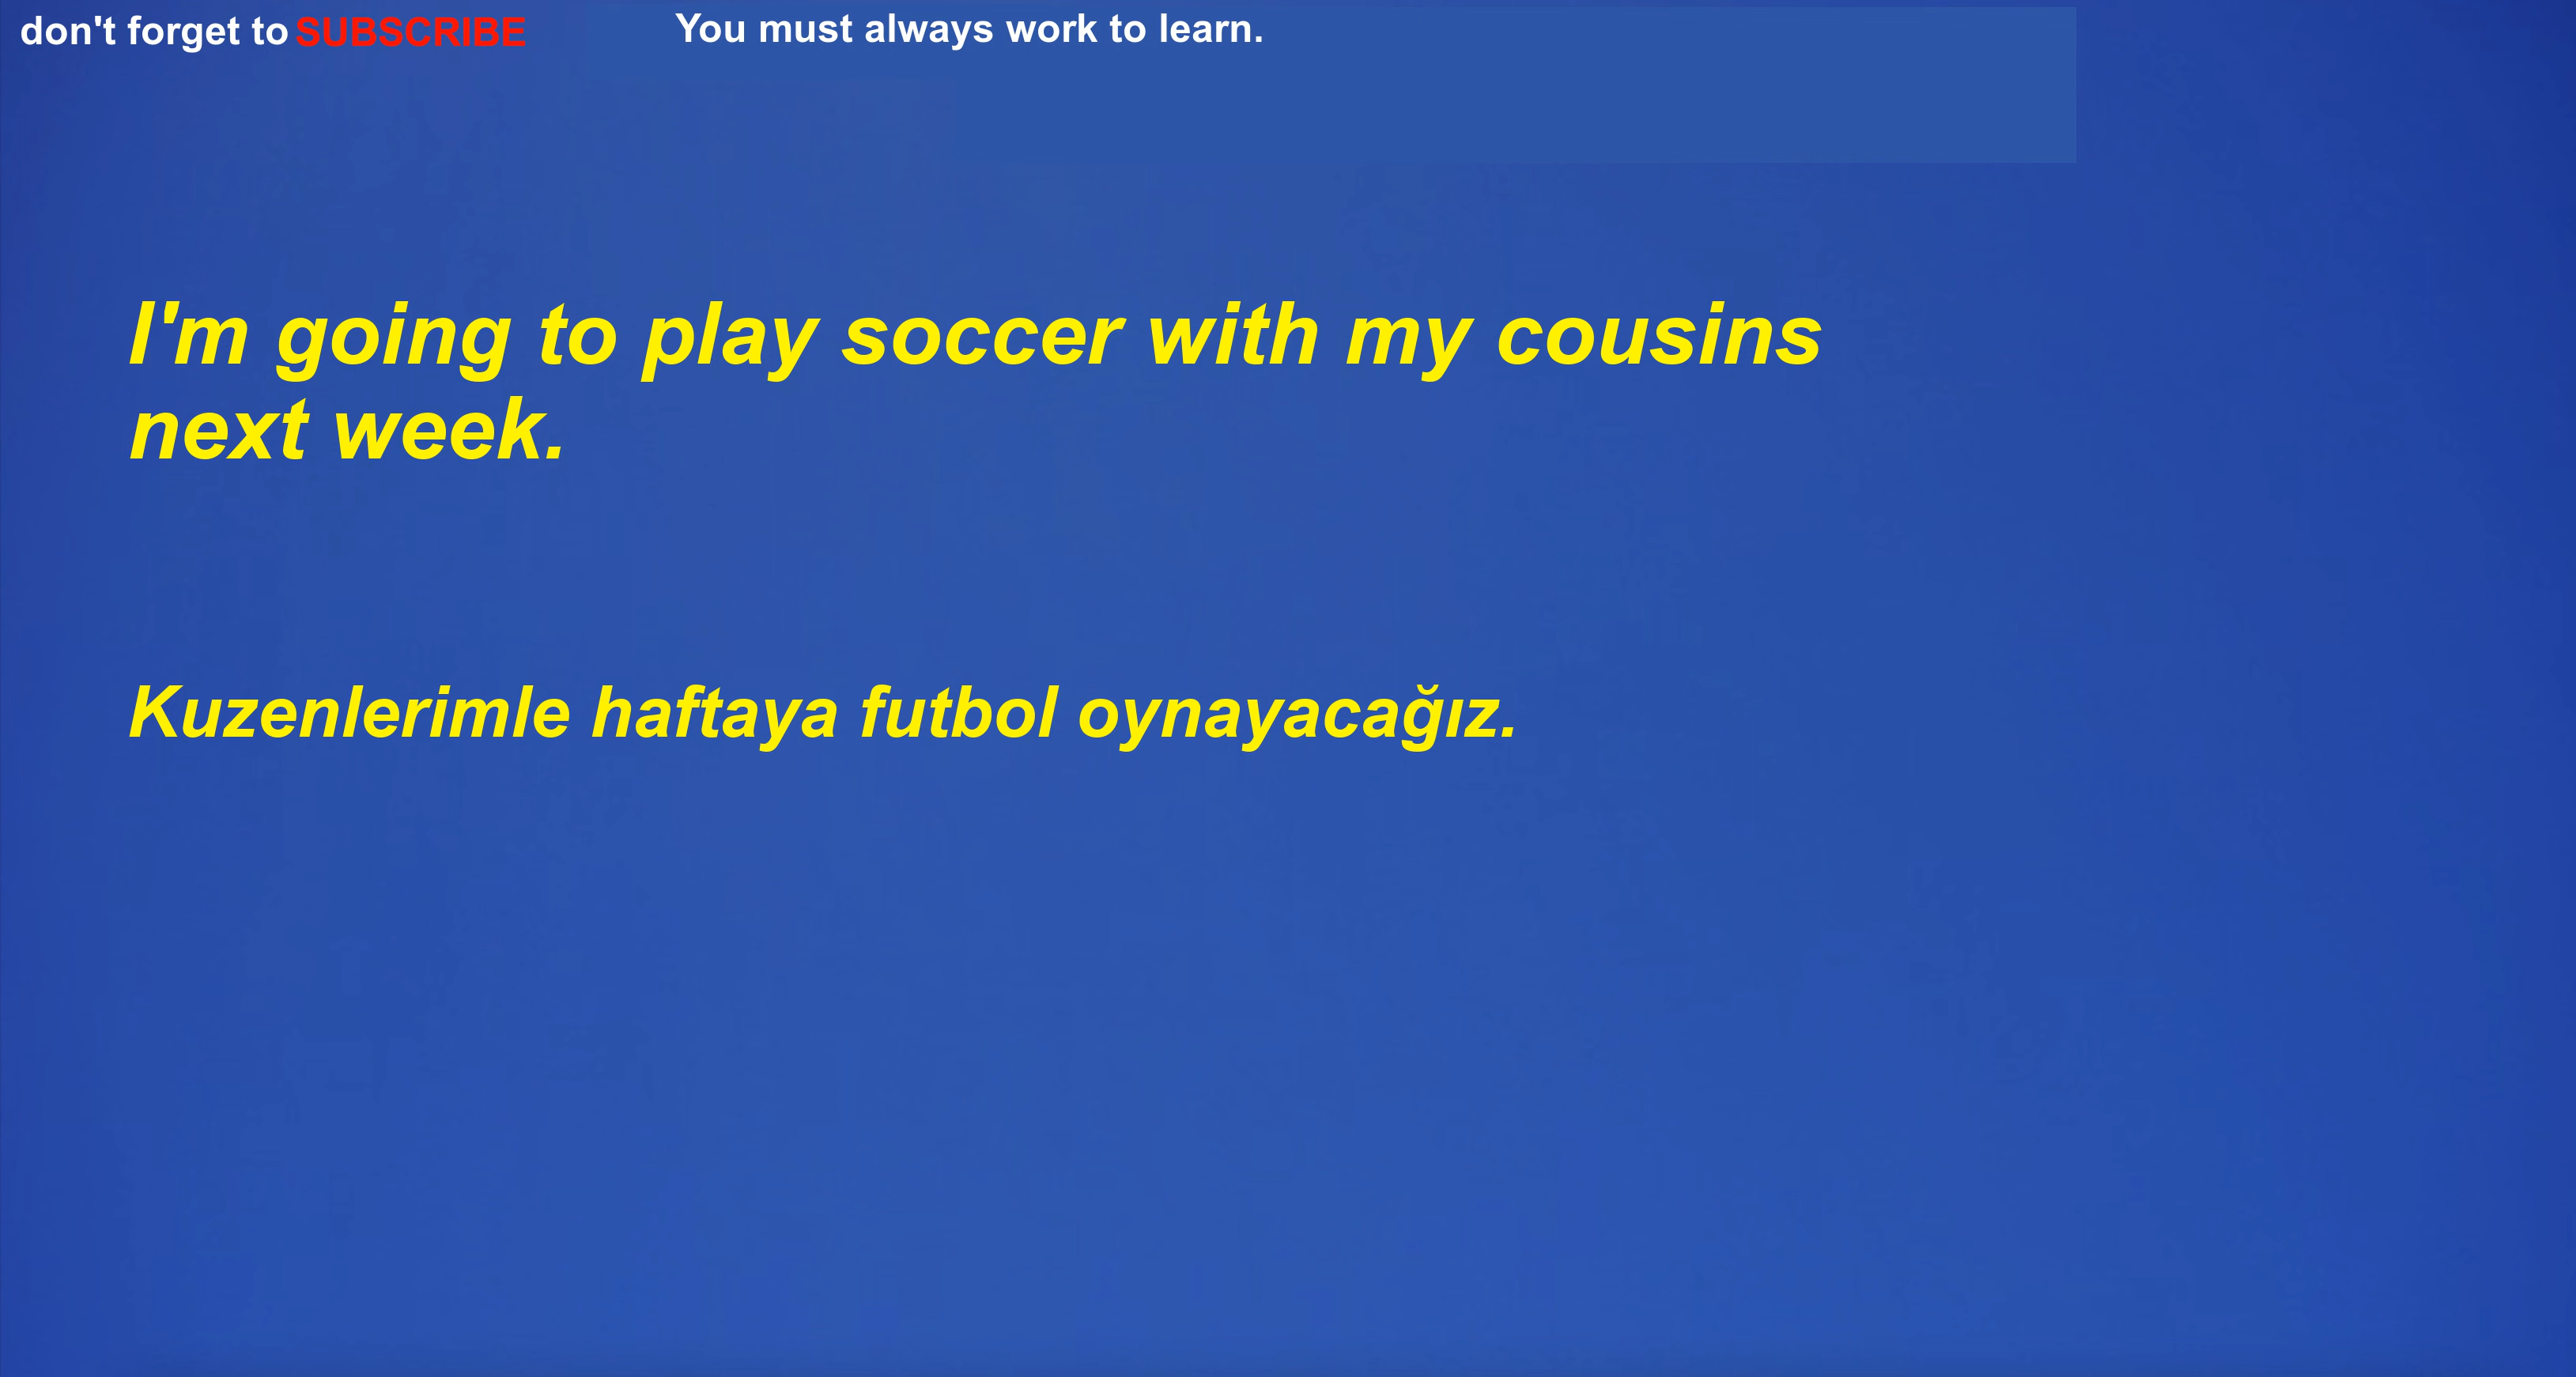 don't forget to SUBSCRIBE
You must always work to learn.
I'm going to play soccer with my cousins
next week.
Kuzenlerimle haftaya futbol oynayacağız.